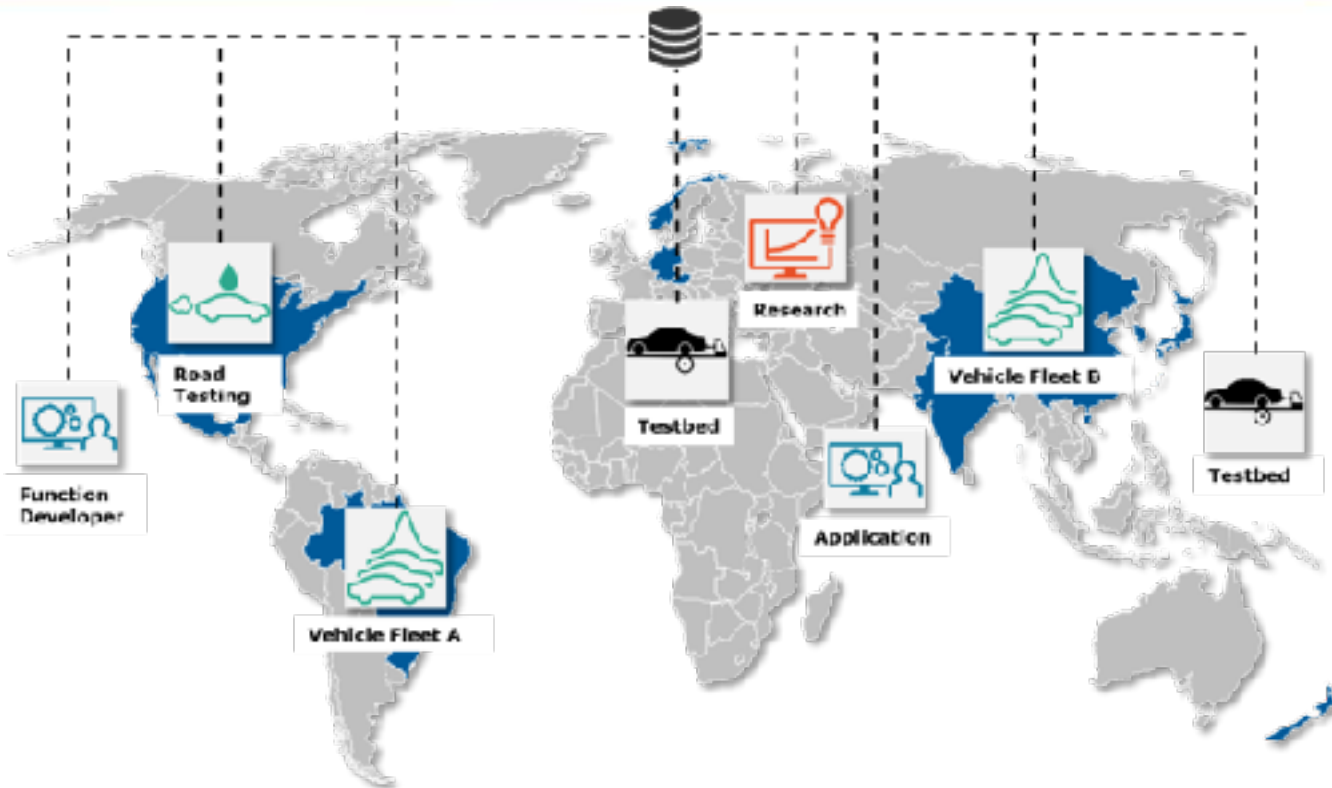 Research
Road
Testing
Vehicle Fleet B
Testbed
Testbed
Function
Developer
Application
Vehicle Fleet A